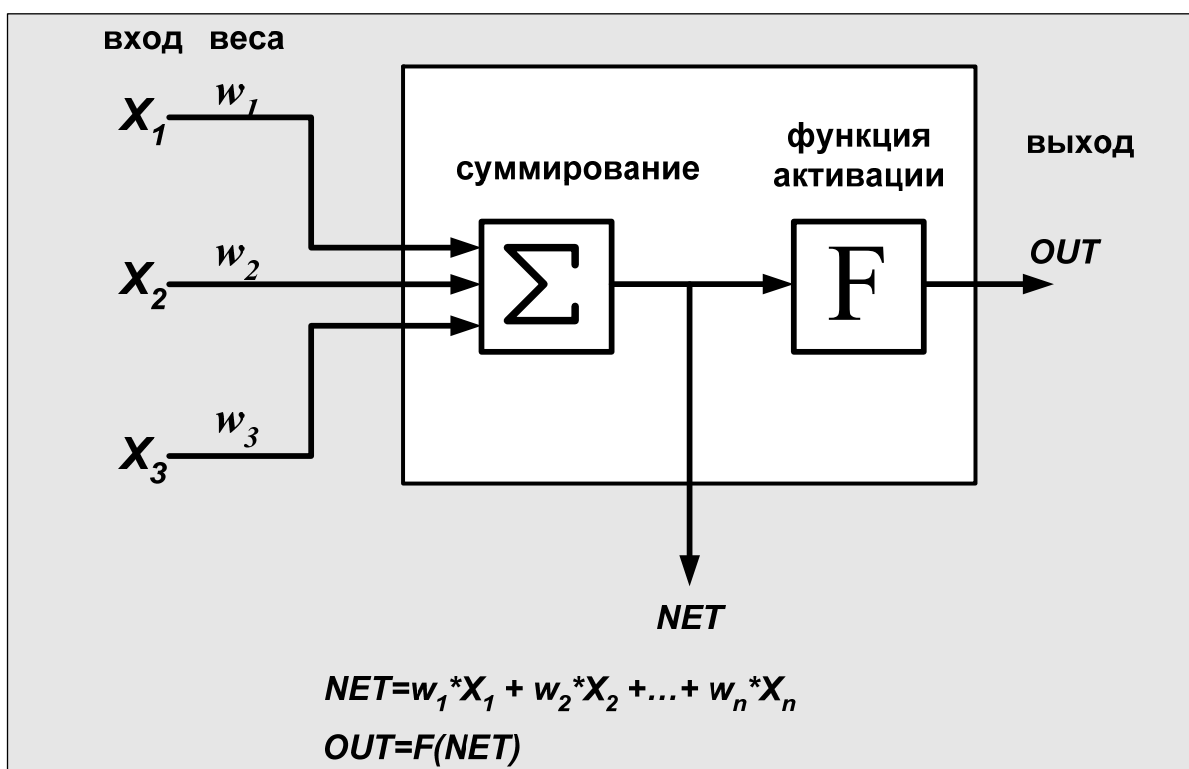 вход веса
X1 w1
функция
активации
выход
суммирование
X2 w2
Σ
F
OUT
X3 w3
NET
NET=w1*X1 + w2*X2 +...+ wn*Xn
OUT=F(NET)